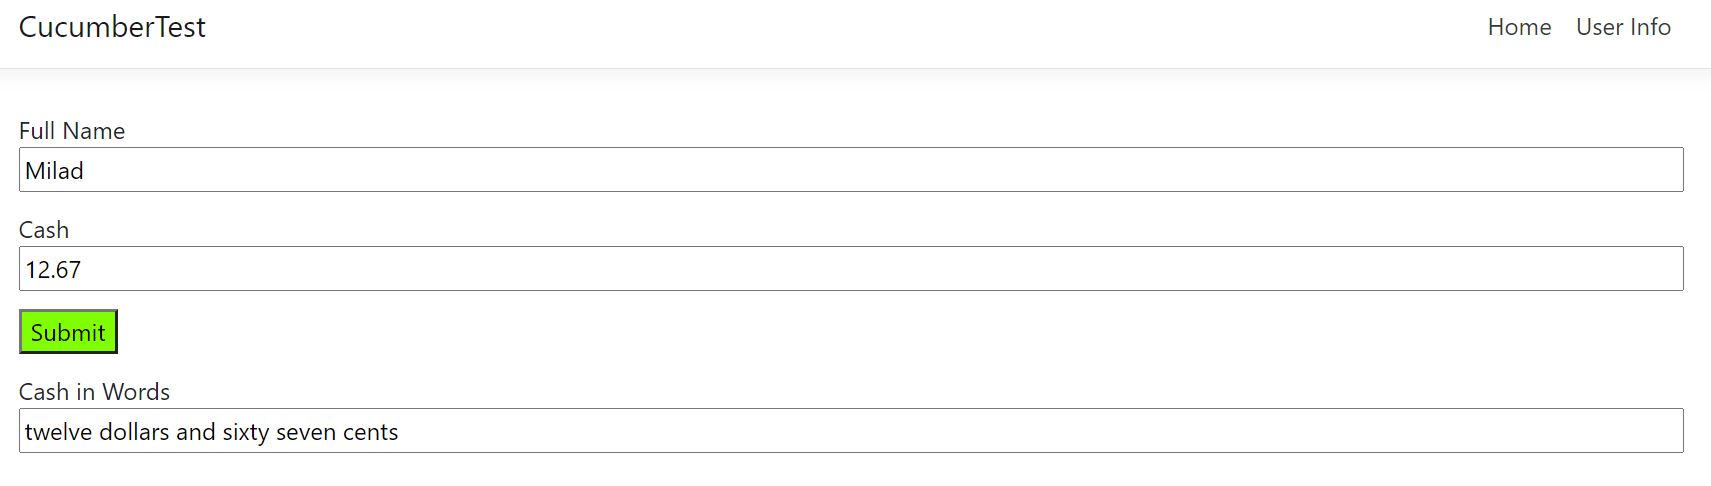 CucumberTest Home User Info
Full Name
Milad
Cash
12.67
Submit
Cash in Words
twelve dollars and sixty seven cents